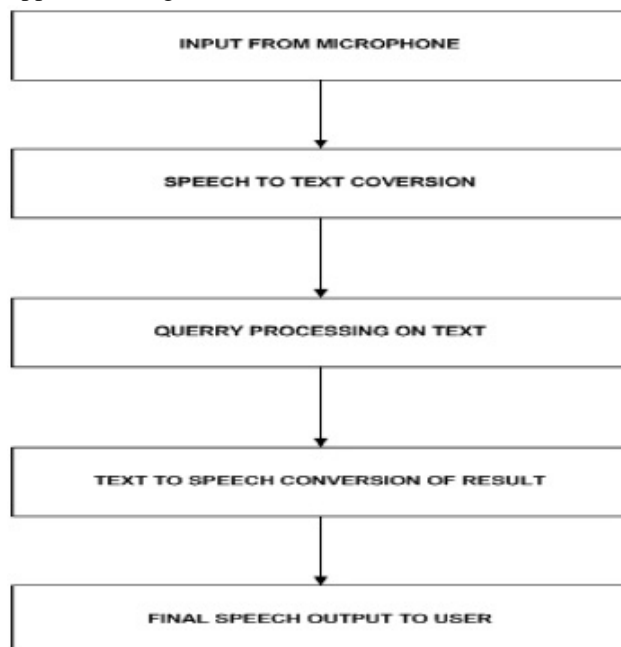 INPUT FROM MICROPHONE
SPEECH TO TEXT COVERSION
QUERRY PROCESSING ON TEXT
TEXT TO SPEECH CONVERSION OF RESULT
FINAL SPEECH OUTPUT TO USER